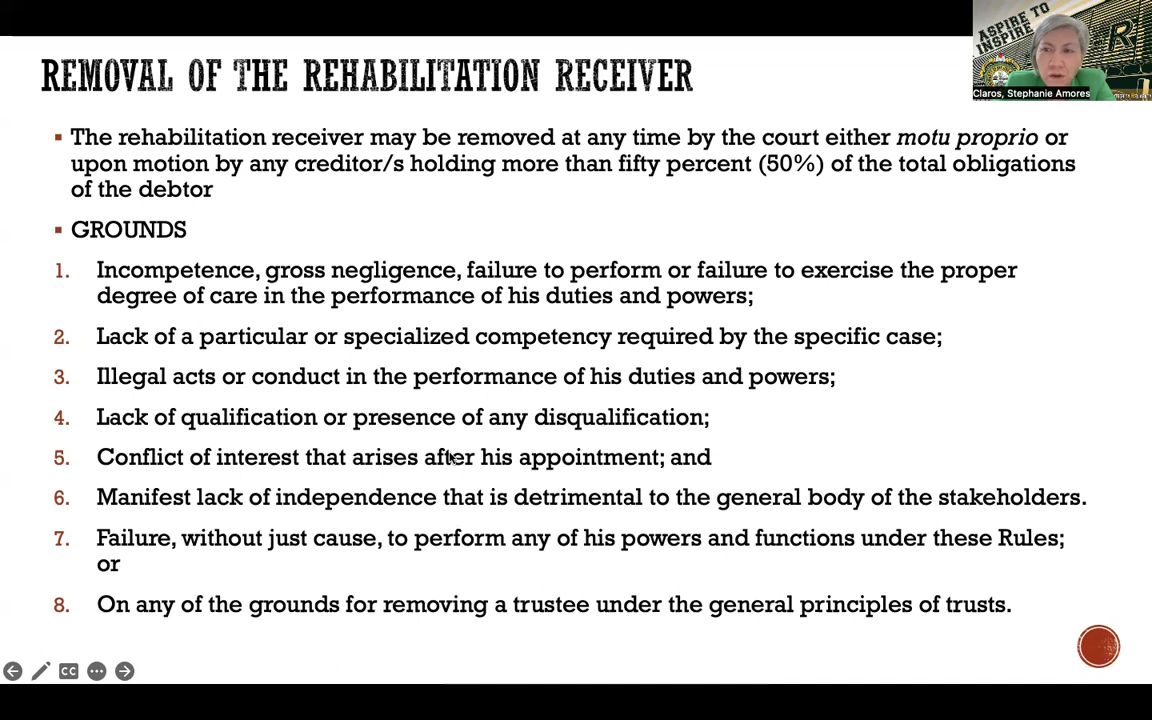 ASPIRE TO
INSPIRE
R
Claros, Stephanie Amores
REMOVAL OF THE REHABILITATION RECEIVER
▪ The rehabilitation receiver may be removed at any time by the court either motu proprio or
upon motion by any creditor/s holding more than fifty percent (50%) of the total obligations
of the debtor
▪ GROUNDS
1. Incompetence, gross negligence, failure to perform or failure to exercise the proper
degree of care in the performance of his duties and powers;
2. Lack of a particular or specialized competency required by the specific case;
3. Illegal acts or conduct in the performance of his duties and powers;
4. Lack of qualification or presence of any disqualification;
5. Conflict of interest that arises after his appointment; and
6. Manifest lack of independence that is detrimental to the general body of the stakeholders.
7. Failure, without just cause, to perform any of his powers and functions under these Rules;
or
8. On any of the grounds for removing a trustee under the general principles of trusts.
CC